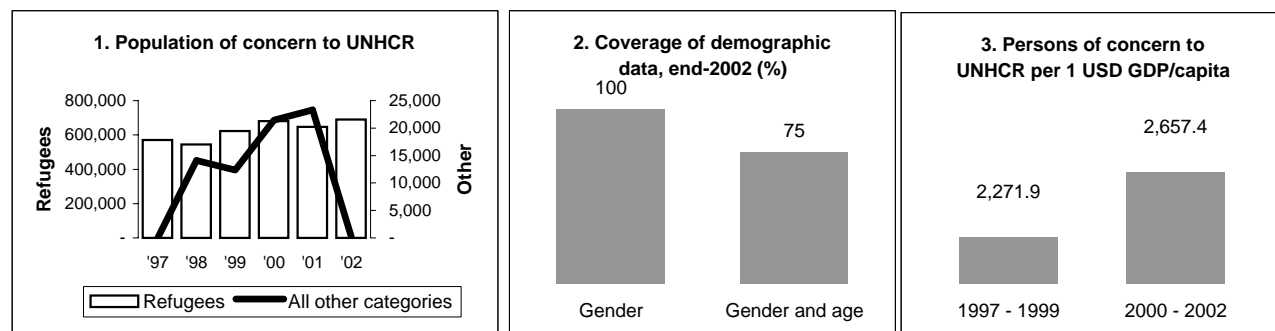 1. Population of concern to UNHCR
800,000
600,000
400,000
200,000
-
Refugees
25,000
20,000
15,000
10,000
5,000
-
Other
'97 '98 '99 '00 '01 '02
Refugees All other categories
2. Coverage of demographic
data, end-2002 (%)
100
75
Gender Gender and age
3. Persons of concern to
UNHCR per 1 USD GDP/capita
2,271.9
2,657.4
1997 - 1999 2000 - 2002